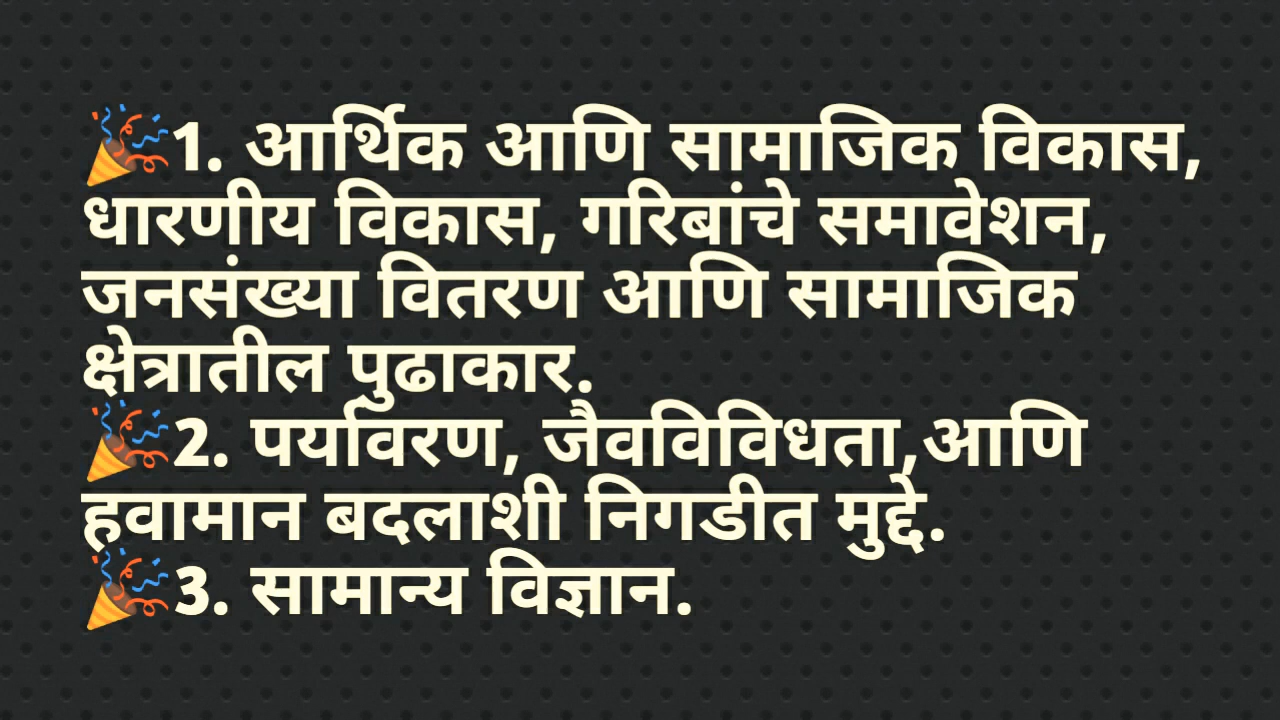 🎉1. आर्थिक आणि सामाजिक विकास,
धारणीय विकास, गरिबांचे समावेशन,
जनसंख्या वितरण आणि सामाजिक
क्षेत्रातील पुढाकार.
🎉2. पर्यावरण, जैवविविधता,आणि
हवामान बदलाशी निगडीत मुद्दे.
🎉3. सामान्य विज्ञान.